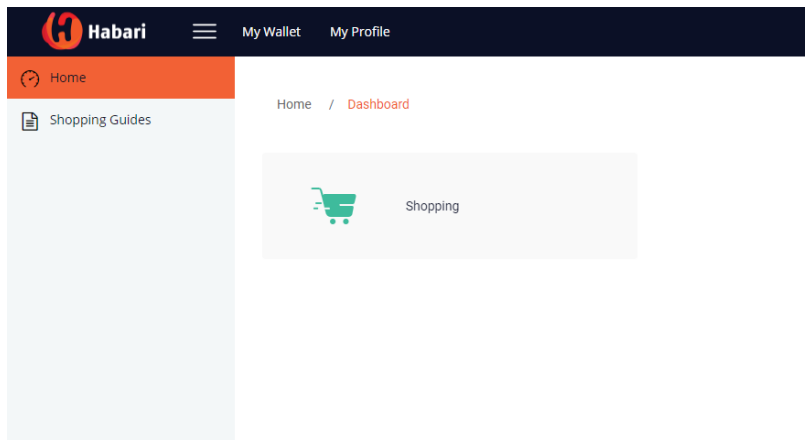 Habari
My Wallet My Profile
Home
Shopping Guides
Home / Dashboard
Shopping